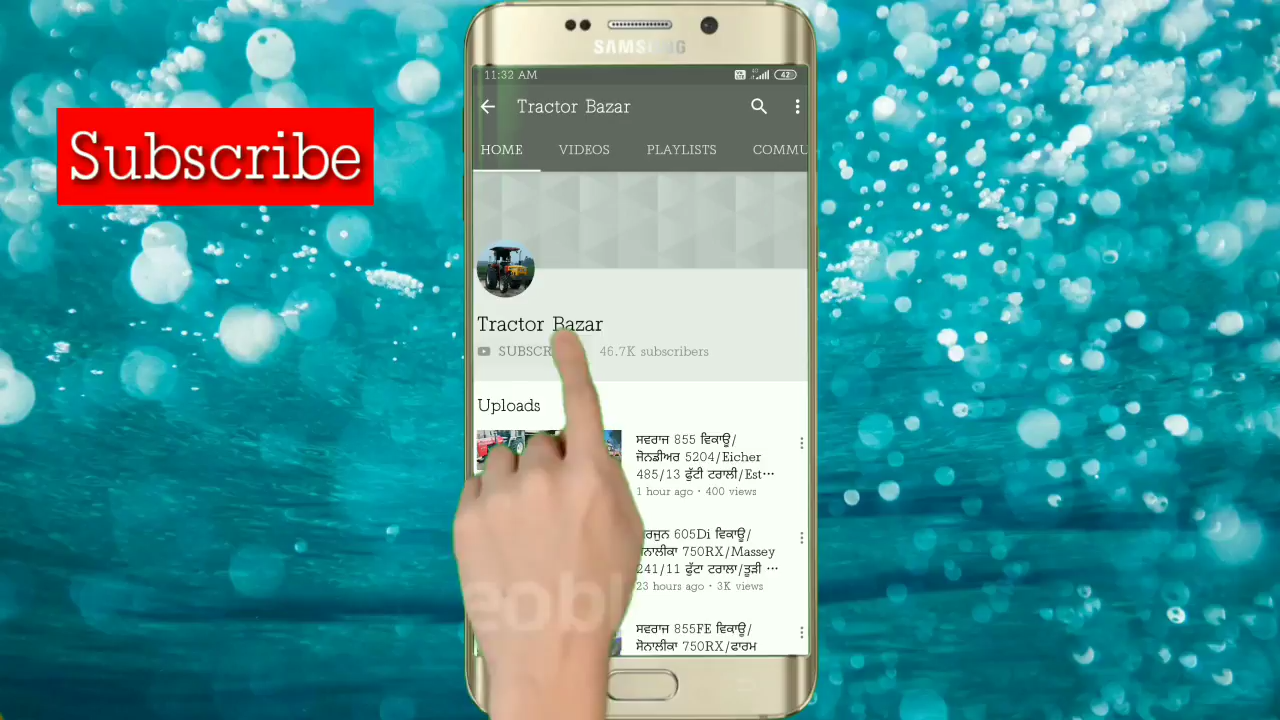 SAMSUNG
11:32 AM
42
Tractor Bazar
HOME VIDEOS PLAYLISTS COMMU
Subscribe
Tractor Bazar
SUBSCR 46.7K subscribers
Uploads
ਸਵਰਾਜ 855 ਵਿਕਾਊ/
ਜੋਨਡੀਅਰ 5204/Eicher
485/13 ਫੁੱਟੀ ਟਰਾਲੀ/Est...
1 hour ago · 400 views
605Di ਵਿਕਾਊ/
750RX/Massey
241/11 ਫੁੱਟਾ ਟਰਾਲਾ/ਤੂੜੀ ...
23 hours ago · 3K views
ਸਵਰਾਜ 855FE ਵਿਕਾਊ/
ਸੋਨਾਲੀਕਾ 750RX/ਫਾਰਮ